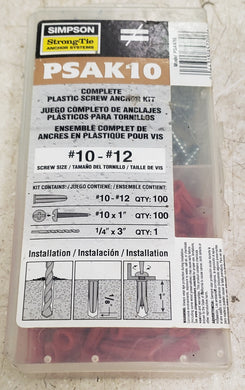 SIMPSON
Strong-Tie
ANCHOR SYSTEMS
PSAK10
COMPLETE
PLASTIC SCREW ANCHOR KIT
JUEGO COMPLETO DE ANCLAJES
PLÁSTICOS PARA TORNILLOS
ENSEMBLE COMPLET DE
ANCRES EN PLASTIQUE POUR VIS
#10 - #12
SCREW SIZE / TAMAÑO DEL TORNILLO / TAILLE DE VIS
KIT CONTAINS: / JUEGO CONTIENE: / ENSEMBLE CONTIENT:
#10 – #12 QTY: 100
#10 x 1" QTY: 100
1/4" x 3" QTY: 1
Installation / Instalación / Installation
1"